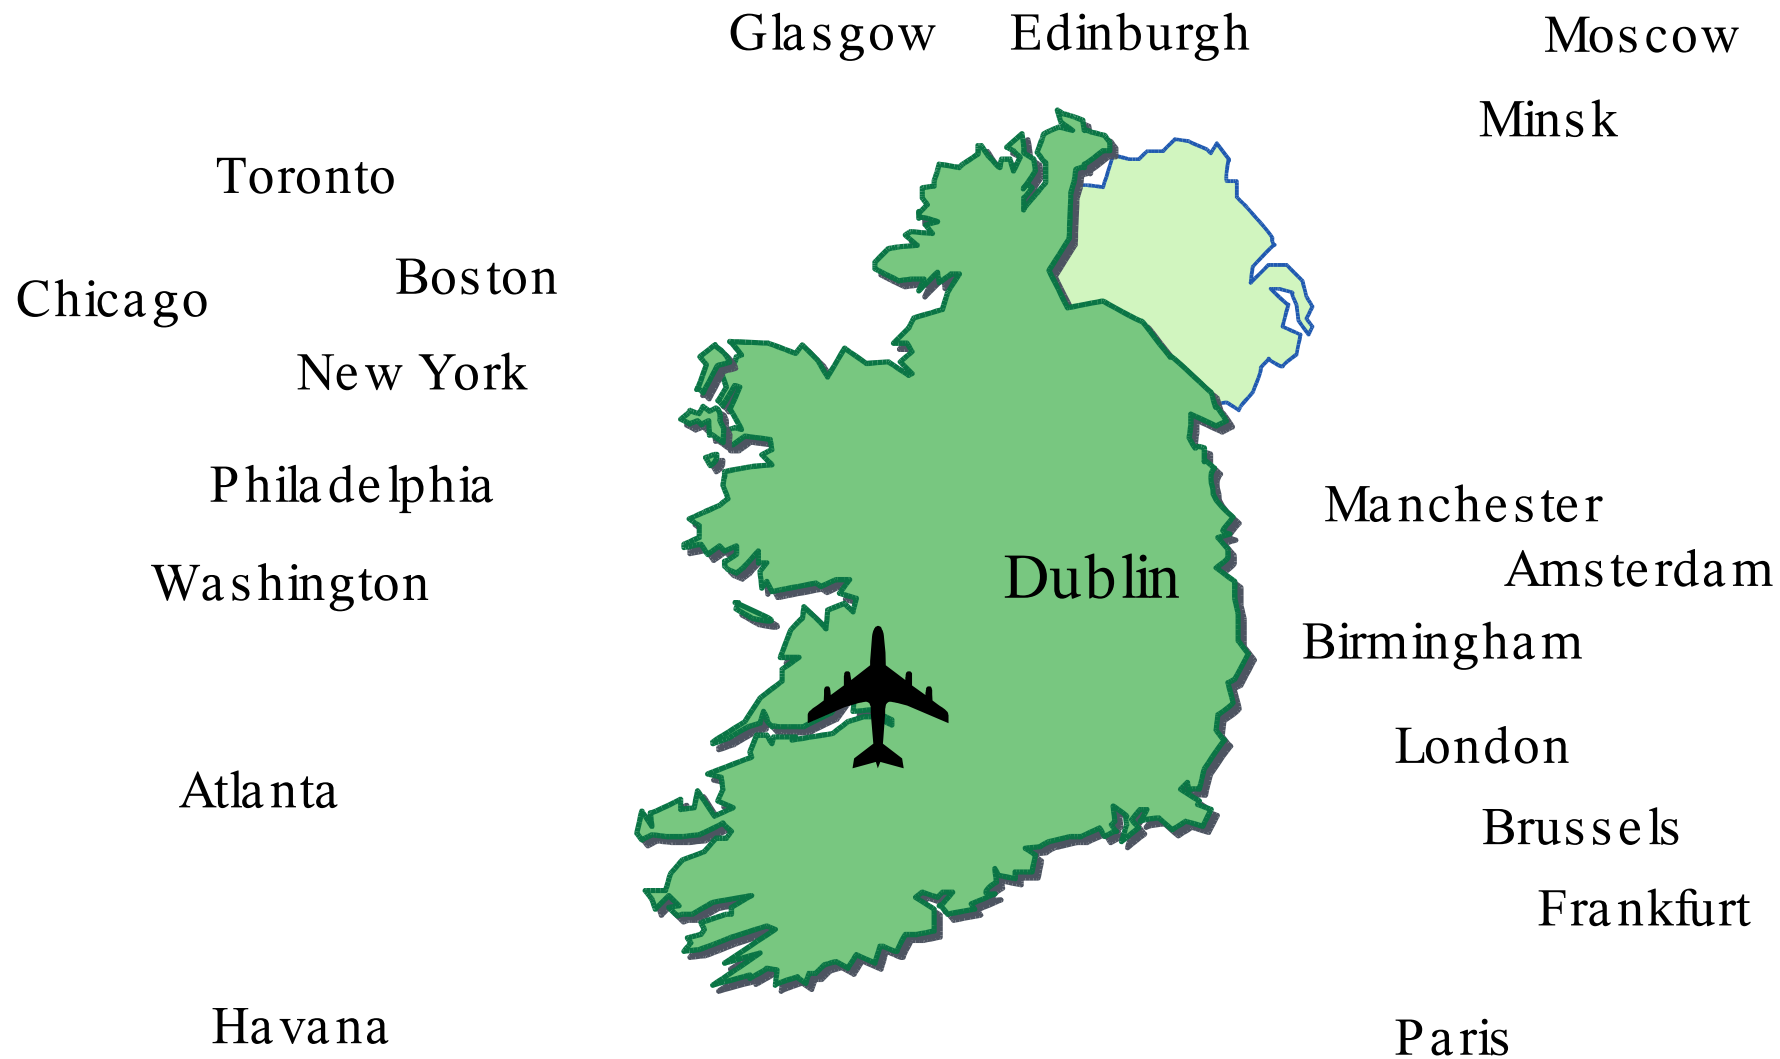 Glasgow Edinburgh Moscow
Minsk
Toronto
Boston
Chicago
New York
Philadelphia
Manchester
Amsterdam
Dublin
Washington
Birmingham
London
Atlanta
Brussels
Frankfurt
Havana
Paris